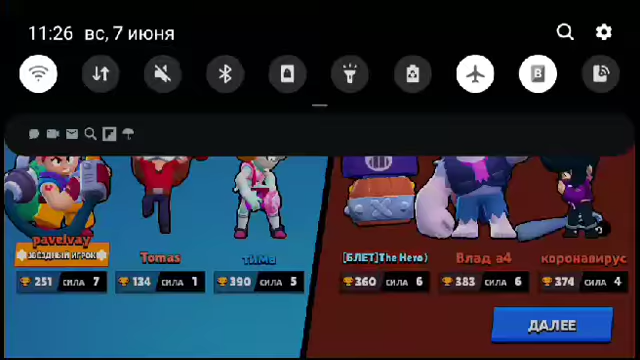 11:26 вс, 7 июня
B
pavelvay
ЗВЁЗДНЫЙ ИГРОК
Tomas
тима
[БЛЕТ]The Hero)
Влад а4
коронавирус
251 СИЛА 7
134 СИЛА 1
390 СИЛА 5
360 СИЛА 6
383 СИЛА 6
374 СИЛА 4
ДАЛЕЕ